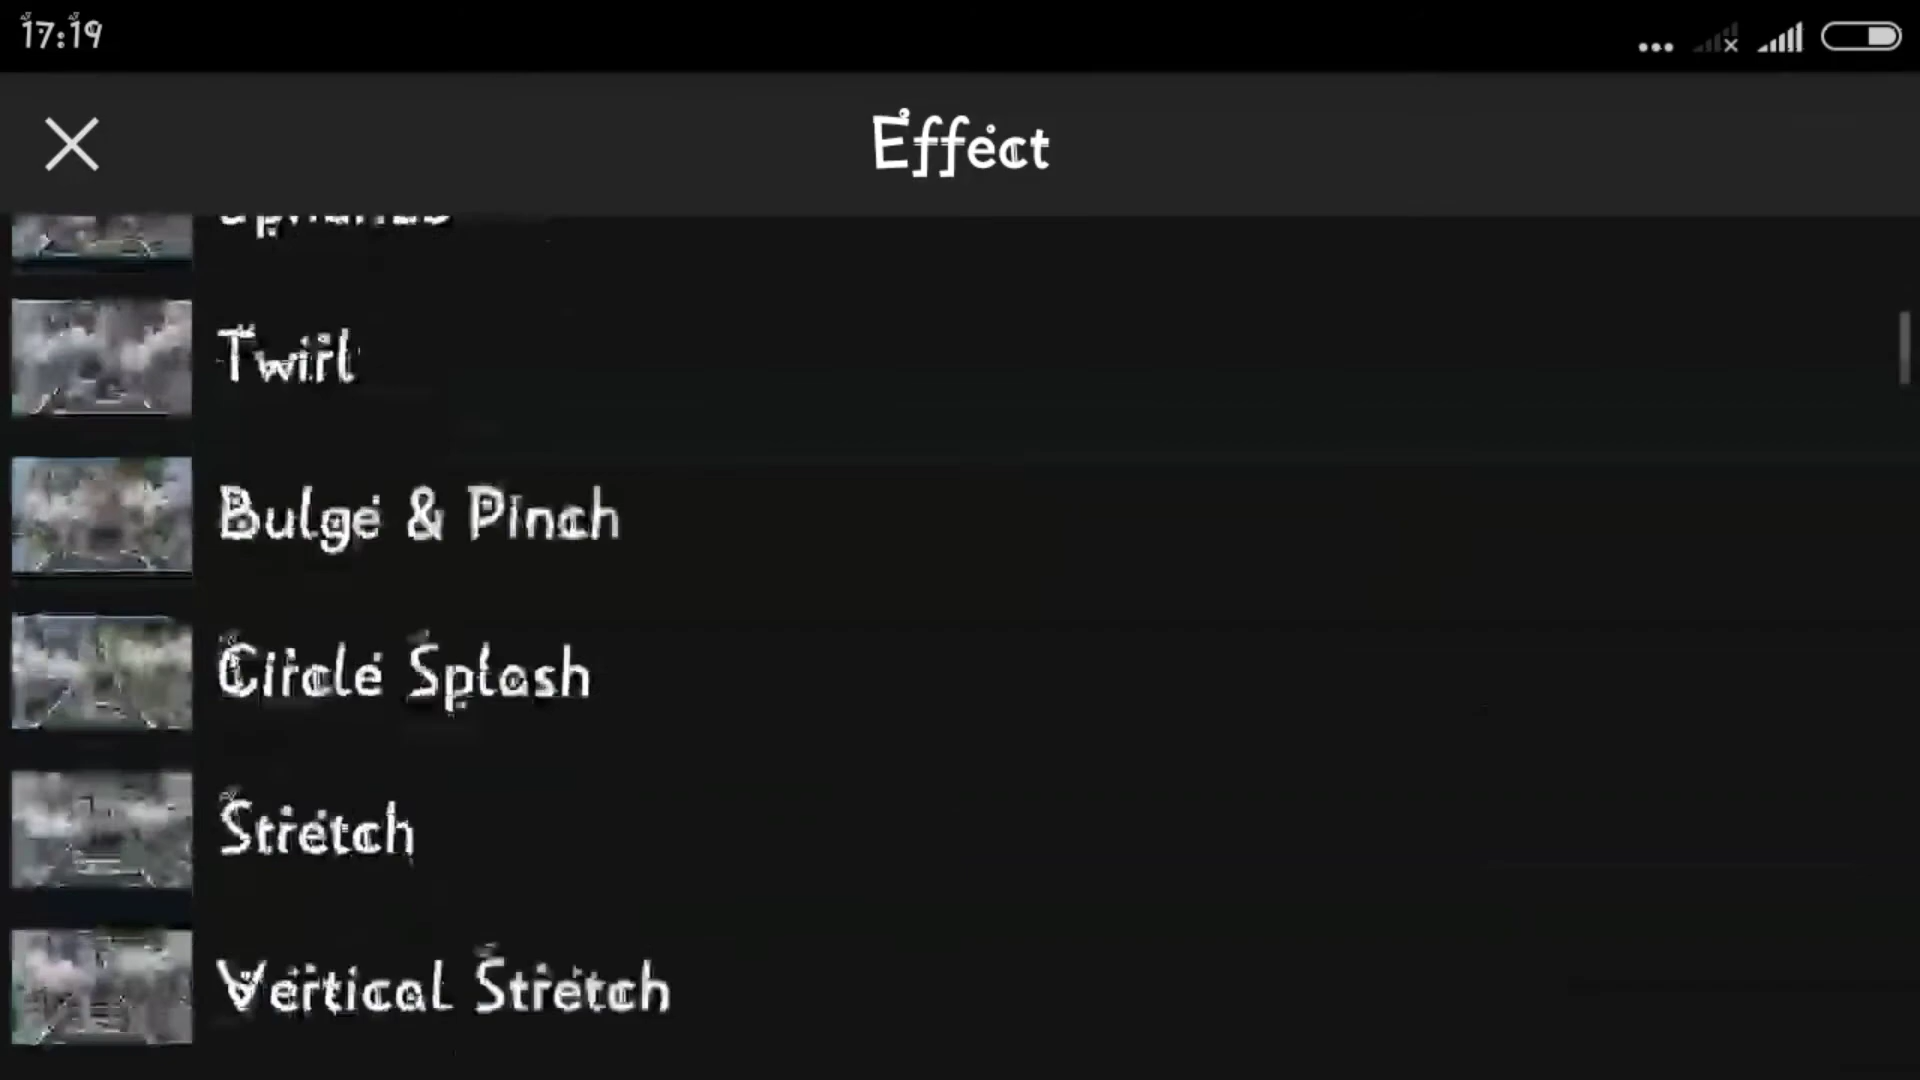 17:19
Effect
Twirl
Bulge & Pinch
Circle Splash
Stretch
Vertical Stretch